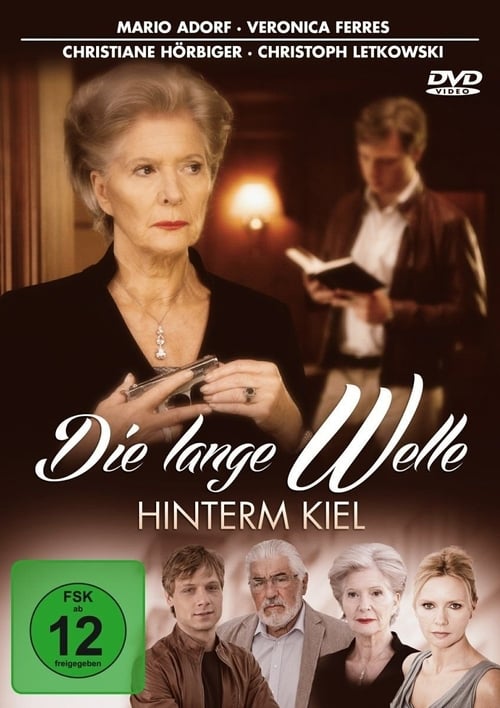 MARIO ADORF · VERONICA FERRES
CHRISTIANE HÖRBIGER · CHRISTOPH LETKOWSKI
DVD
VIDEO
Die lange Welle
HINTERM KIEL
FSK
ab
12
freigegeben